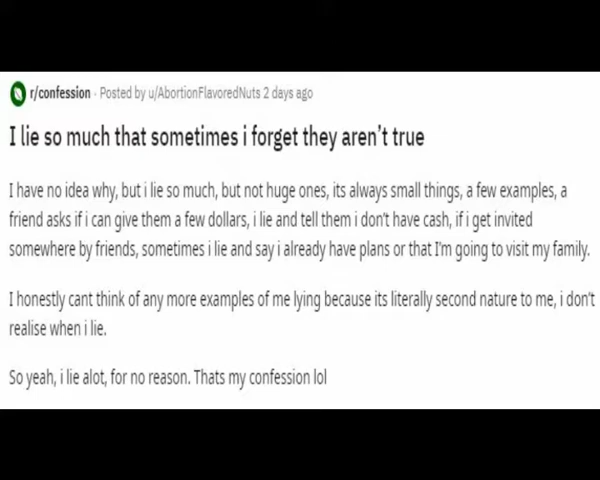 r/confession · Posted by u/AbortionFlavoredNuts 2 days ago
I lie so much that sometimes i forget they aren't true
I have no idea why, but i lie so much, but not huge ones, its always small things, a few examples, a
friend asks if i can give them a few dollars, i lie and tell them i don't have cash, if i get invited
somewhere by friends, sometimes i lie and say i already have plans or that I'm going to visit my family.
I honestly cant think of any more examples of me lying because its literally second nature to me, i don't
realise when i lie.
So yeah, i lie alot, for no reason. Thats my confession lol